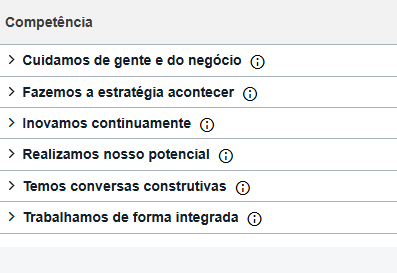 Competência
Cuidamos de gente e do negócio
Fazemos a estratégia acontecer
Inovamos continuamente
Realizamos nosso potencial
Temos conversas construtivas
Trabalhamos de forma integrada